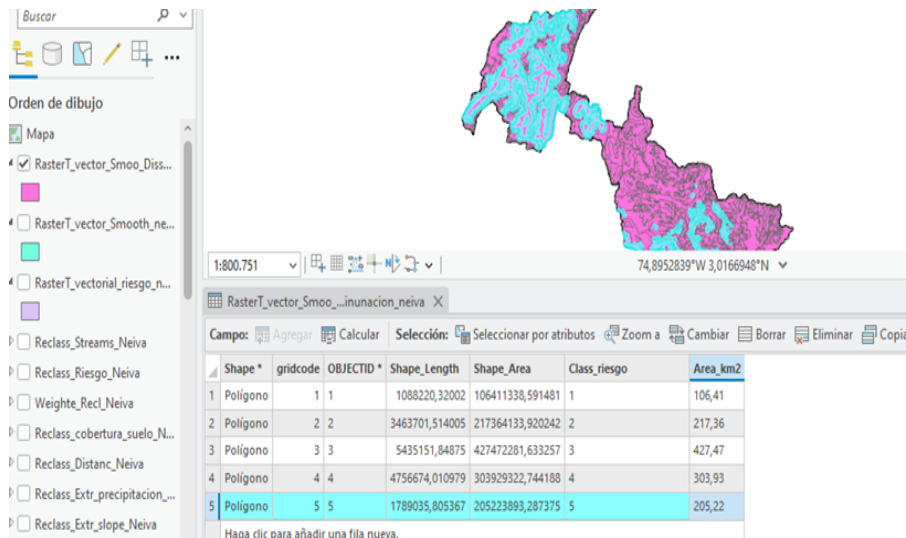 Buscar
Orden de dibujo
Mapa
RasterT_vector_Smoo_Diss...
RasterT_vector_Smooth_ne...
RasterT_vectorial_riesgo_n...
Reclass_Streams_Neiva
Reclass_Riesgo_Neiva
Weighte_Recl_Neiva
Reclass_cobertura_suelo_N...
Reclass_Distanc_Neiva
Reclass_Extr_precipitacion_...
Reclass_Extr_slope_Neiva
1:800.751 74,8952839°W 3,0166948°N
RasterT_vector_Smoo_...inunacion_neiva
Campo: Agregar Calcular Selección: Seleccionar por atributos Zoom a Cambiar Borrar Eliminar Copia
Shape * gridcode OBJECTID * Shape_Length Shape_Area Class_riesgo Area_km2
1 Polígono 1 1 1088220,32002 106411338,591481 1 106,41
2 Polígono 2 2 3463701,514005 217364133,920242 2 217,36
3 Polígono 3 3 5435151,84875 427472281,633257 3 427,47
4 Polígono 4 4 4756674,010979 303929322,744188 4 303,93
5 Polígono 5 5 1789035,805367 205223893,287375 5 205,22
Haga clic para añadir una fila nueva.